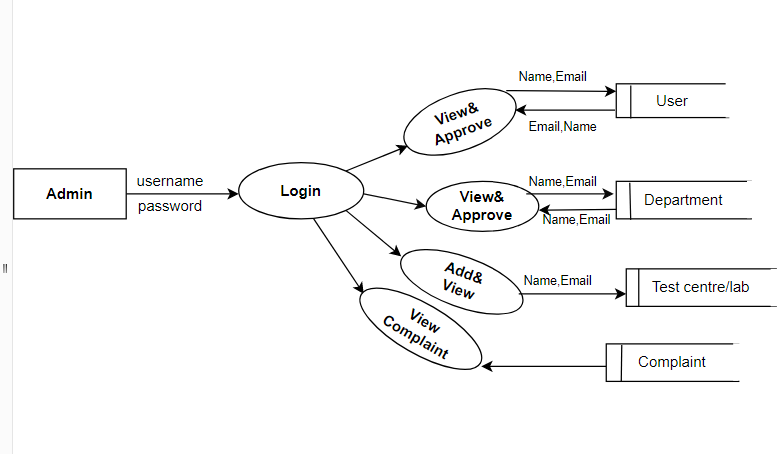 Name,Email
View&
Approve
User
Email,Name
Admin
username
password
Login
View&
Approve
Name,Email
Name,Email
Department
Add&
View
Name,Email
Test centre/lab
View
Complaint
Complaint